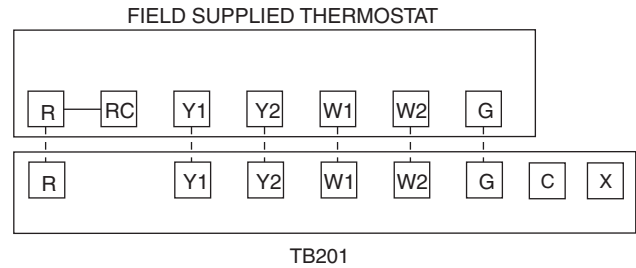 FIELD SUPPLIED THERMOSTAT
R RC Y1 Y2 W1 W2 G
R Y1 Y2 W1 W2 G C X
TB201